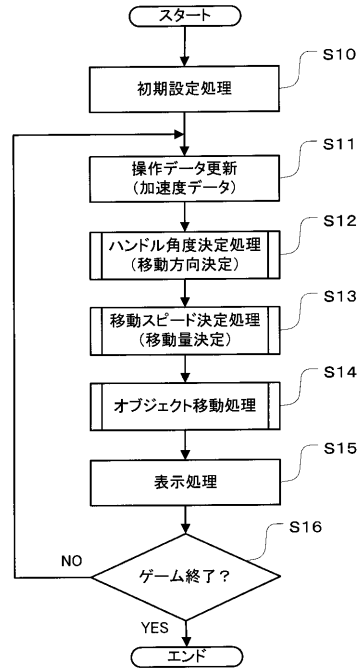 スタート
S10
初期設定処理
S11
操作データ更新
(加速度データ)
S12
ハンドル角度決定処理
(移動方向決定)
S13
移動スピード決定処理
(移動量決定)
S14
オブジェクト移動処理
S15
表示処理
S16
NO
ゲーム終了?
YES
エンド